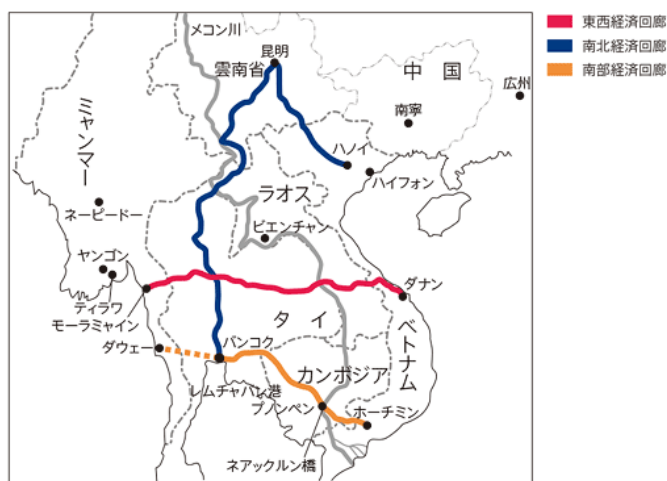 東西経済回廊
南北経済回廊
南部経済回廊
メコン川
昆明
雲南省
中国
広州
南寧
ミャンマー
ハノイ
ハイフォン
ラオス
ネーピードー
ビエンチャン
ヤンゴン
ティラワ
モーラミャイン
ダナン
タイ
ベトナム
ダウェー
バンコク
カンボジア
レムチャバン港
プノンペン
ホーチミン
ネアックルン橋